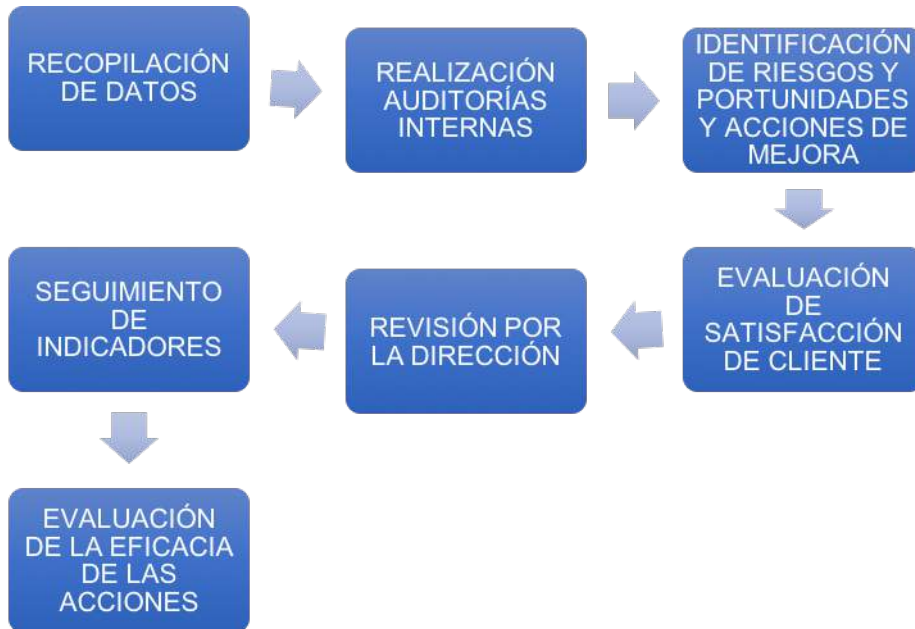 RECOPILACIÓN
DE DATOS
REALIZACIÓN
AUDITORÍAS
INTERNAS
IDENTIFICACIÓN
DE RIESGOS Y
PORTUNIDADES
Y ACCIONES DE
MEJORA
EVALUACIÓN
DE
SATISFACCIÓN
DE CLIENTE
REVISIÓN POR
LA DIRECCIÓN
SEGUIMIENTO
DE
INDICADORES
EVALUACIÓN
DE LA EFICACIA
DE LAS
ACCIONES